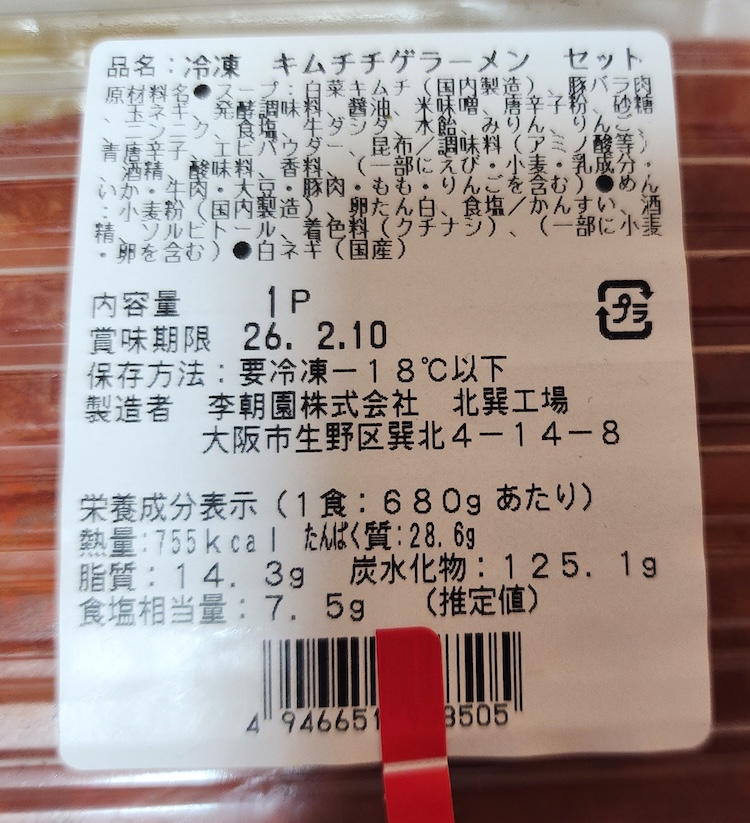 品名：冷凍　キムチチゲラーメン　セット
原材料名●スープ：白菜キムチ（国内製造）、豚バラ肉
、玉ネギ、発酵調味料、醤油、米味噌、唐辛子粉、砂糖
、ニンニク、食塩、牛ダシダ、水飴、みりん、りんご、
青唐辛子、エビパウダー、昆布／調味料（アミノ酸等）
、酒精、酸味料、香料、（一部にえび・小麦・乳成分・
いか・牛肉・大豆・豚肉・もも・りんごを含む）●めん
：小麦粉（国内製造）、卵たん白、食塩／かんすい、酒
精、ソルビトール、着色料（クチナシ）、（一部に小麦
・卵を含む）●白ネギ（国産）
内容量　１Ｐ
プラ
賞味期限　26. 2.10
保存方法：要冷凍－１８℃以下
製造者　李朝園株式会社　北巽工場
大阪市生野区巽北４－１４－８
栄養成分表示（１食：６８０ｇあたり）
熱量:755ｋｃａｌ　たんぱく質:28.6g
脂質：１４．３ｇ　炭水化物：１２５．１ｇ
食塩相当量：７．５ｇ　（推定値）
4 946651 8505